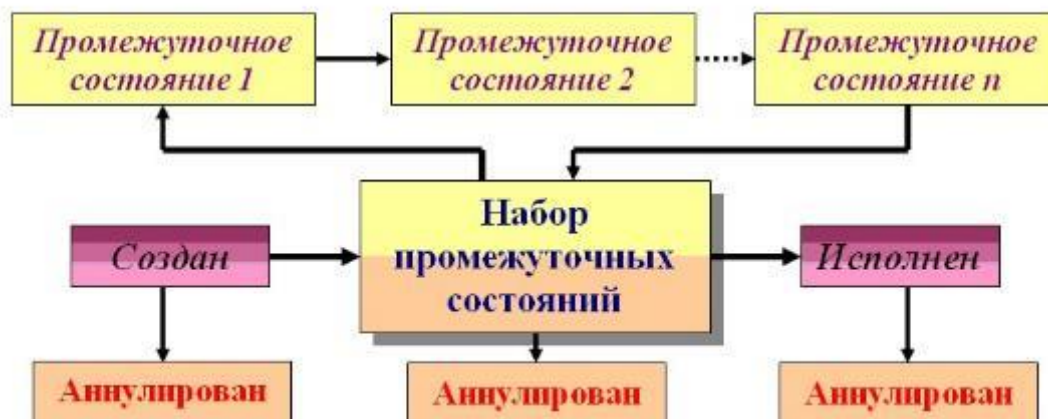 Промежуточное
состояние 1
Промежуточное
состояние 2
Промежуточное
состояние n
Набор
промежуточных
состояний
Создан
Исполнен
Аннулирован
Аннулирован
Аннулирован